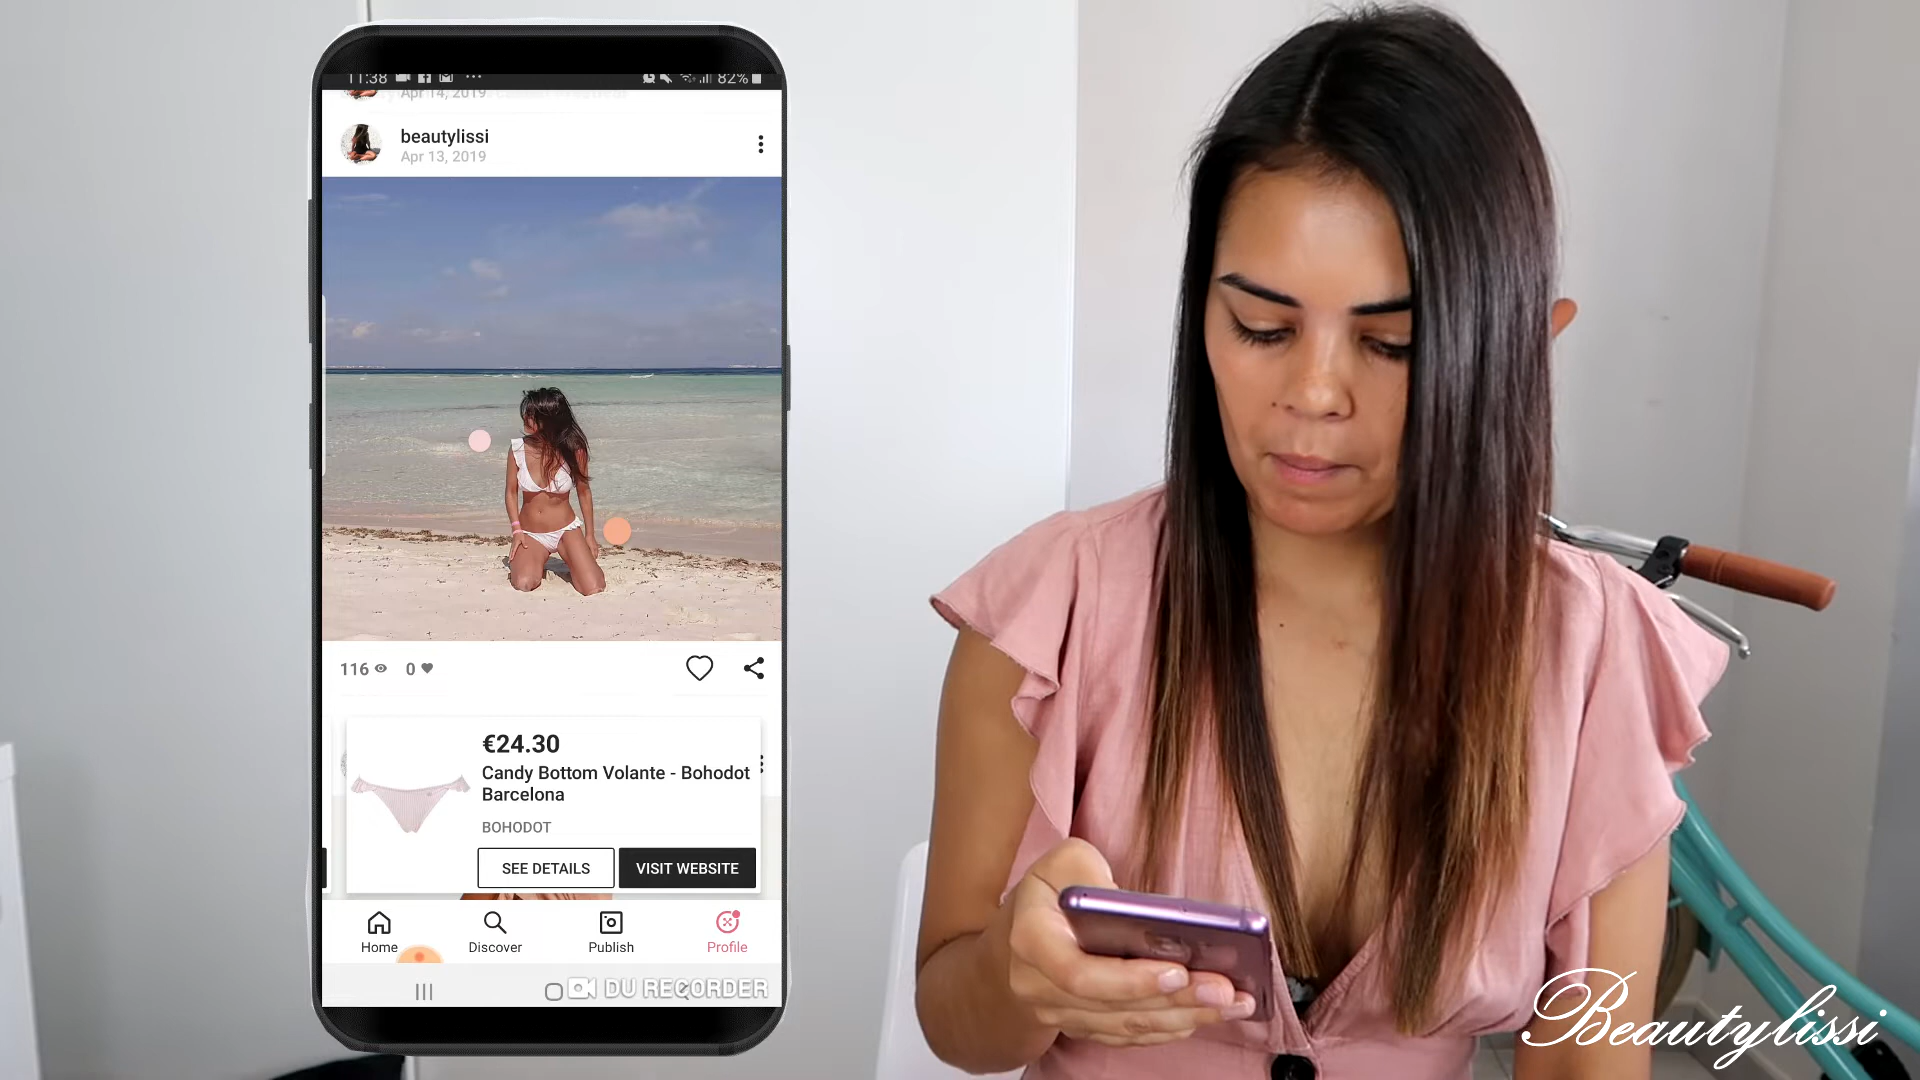 11:38
82%
Apr 14, 2019
beautylissi
Apr 13, 2019
116
0
€24.30
Candy Bottom Volante - Bohodot
Barcelona
BOHODOT
SEE DETAILS
VISIT WEBSITE
Home
Discover
Publish
Profile
DU RECORDER
Beautylissi